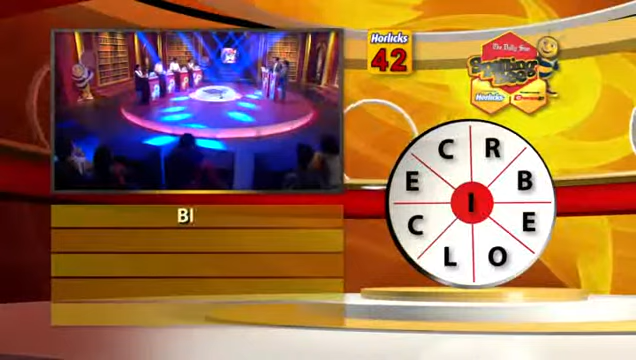 Horlicks
42
The Daily Star
Spelling Bee
Horlicks
BI
C R
E B
I
C E
L O